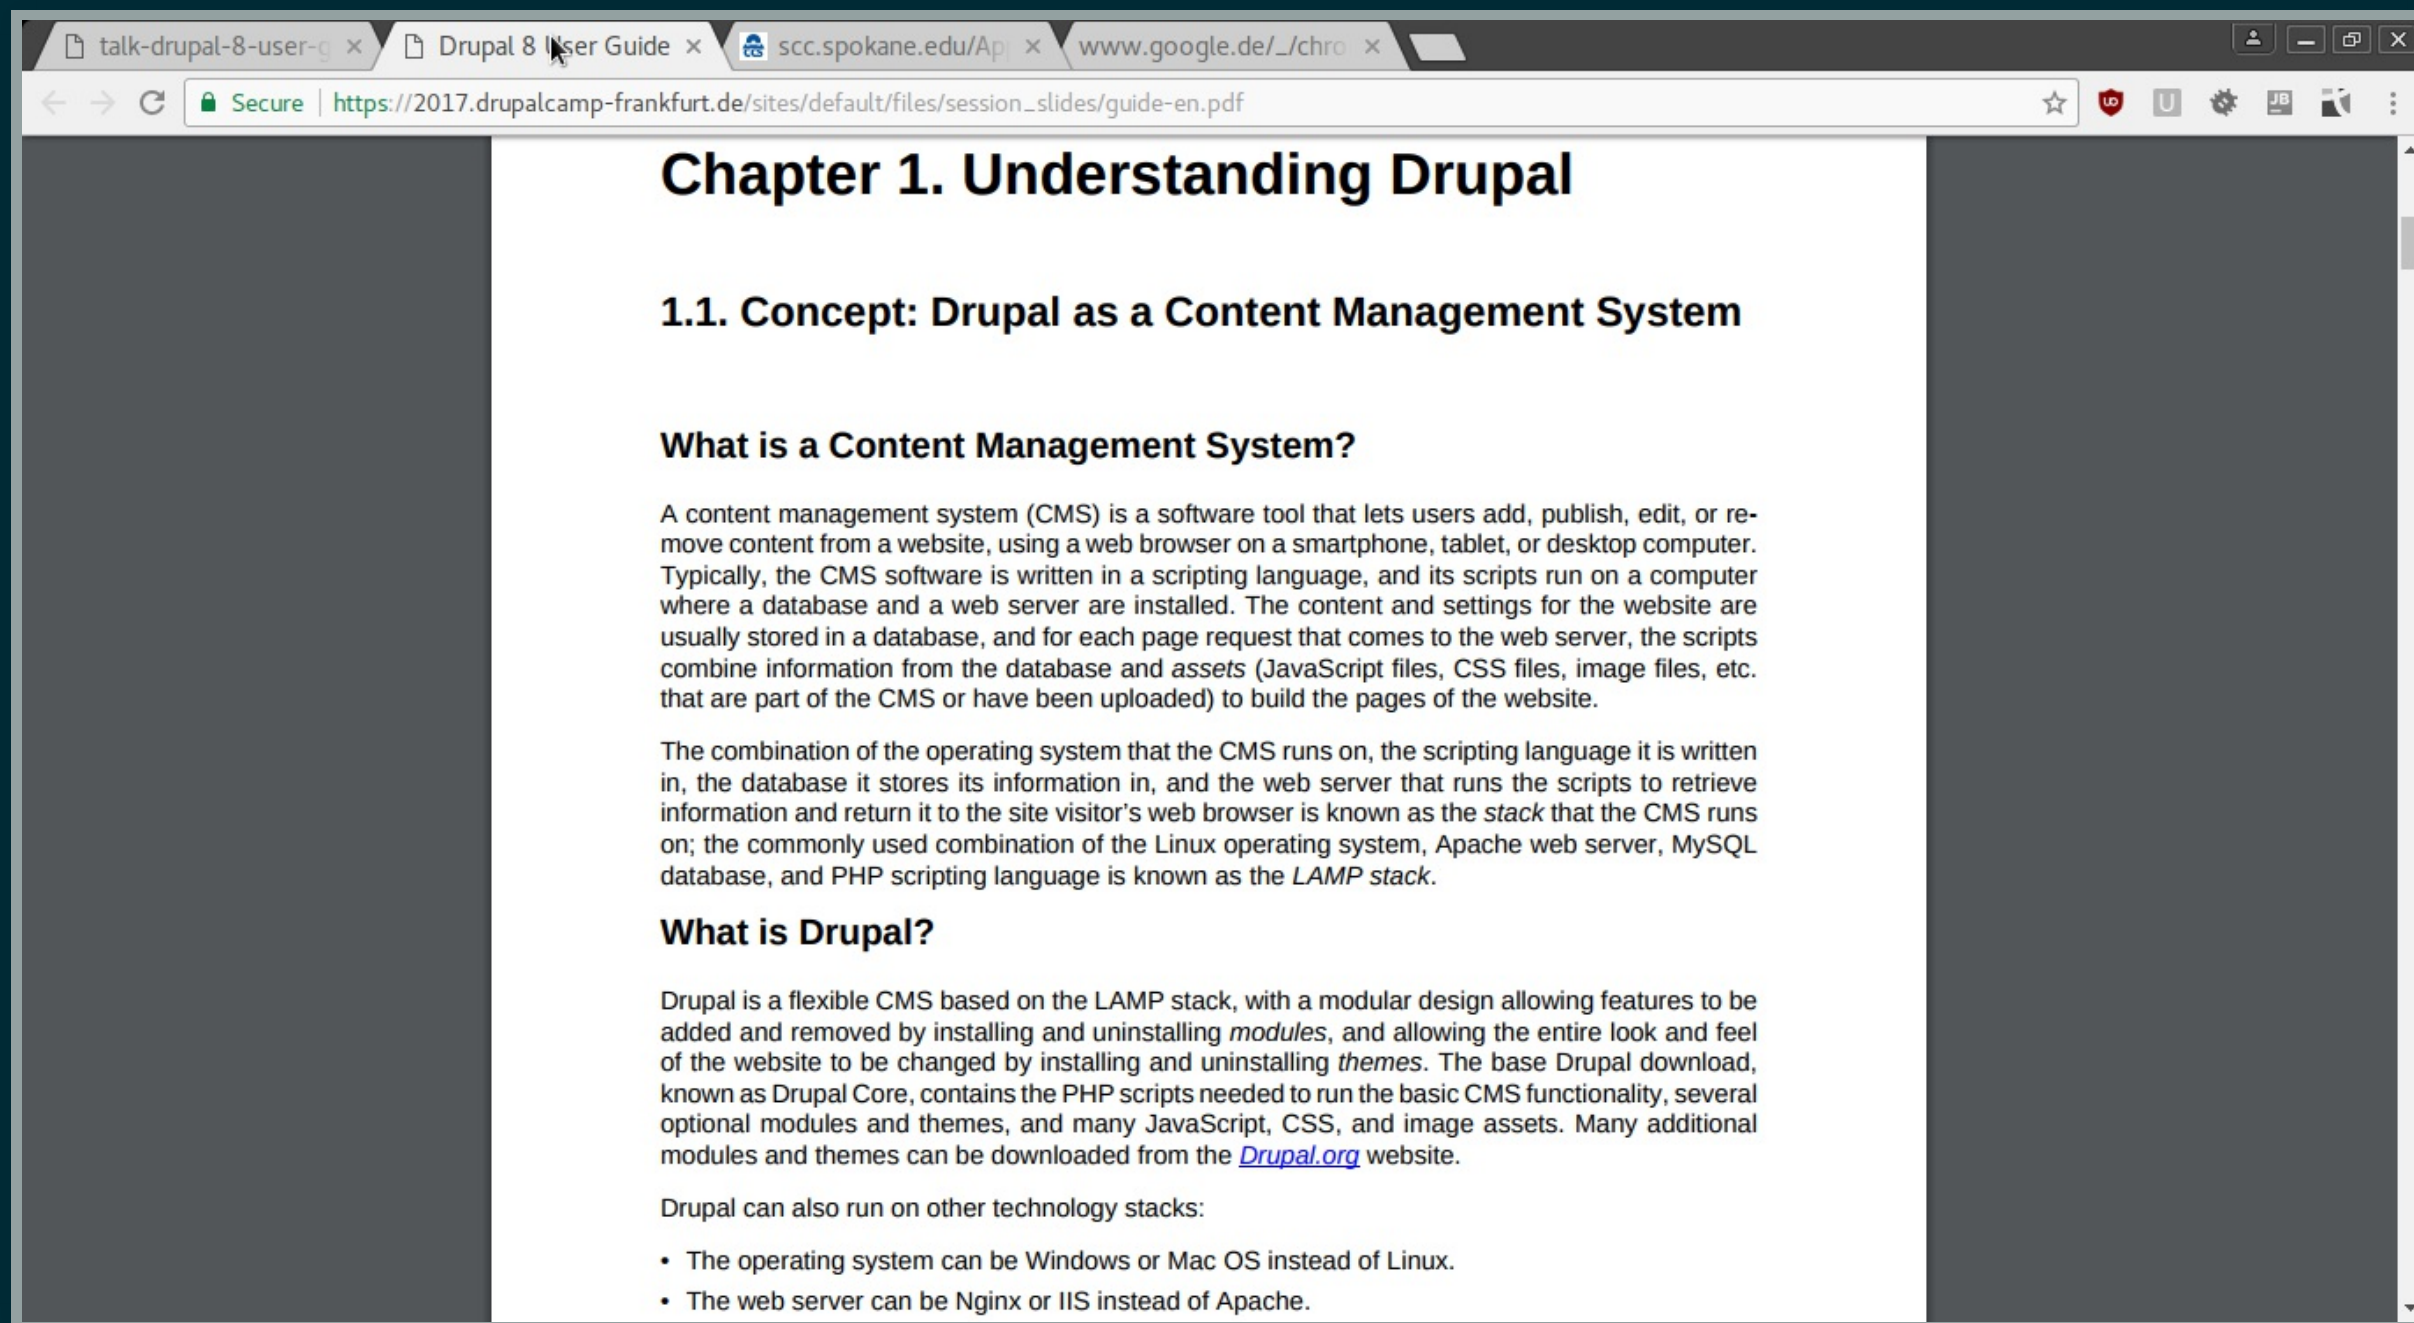 talk-drupal-8-user-g
Drupal 8 User Guide
scc.spokane.edu/Ap
www.google.de/_/chro
Secure
https://2017.drupalcamp-frankfurt.de/sites/default/files/session_slides/guide-en.pdf
U
JB
Chapter 1. Understanding Drupal
1.1. Concept: Drupal as a Content Management System
What is a Content Management System?
A content management system (CMS) is a software tool that lets users add, publish, edit, or re-
move content from a website, using a web browser on a smartphone, tablet, or desktop computer.
Typically, the CMS software is written in a scripting language, and its scripts run on a computer
where a database and a web server are installed. The content and settings for the website are
usually stored in a database, and for each page request that comes to the web server, the scripts
combine information from the database and assets (JavaScript files, CSS files, image files, etc.
that are part of the CMS or have been uploaded) to build the pages of the website.
The combination of the operating system that the CMS runs on, the scripting language it is written
in, the database it stores its information in, and the web server that runs the scripts to retrieve
information and return it to the site visitor’s web browser is known as the stack that the CMS runs
on; the commonly used combination of the Linux operating system, Apache web server, MySQL
database, and PHP scripting language is known as the LAMP stack.
What is Drupal?
Drupal is a flexible CMS based on the LAMP stack, with a modular design allowing features to be
added and removed by installing and uninstalling modules, and allowing the entire look and feel
of the website to be changed by installing and uninstalling themes. The base Drupal download,
known as Drupal Core, contains the PHP scripts needed to run the basic CMS functionality, several
optional modules and themes, and many JavaScript, CSS, and image assets. Many additional
modules and themes can be downloaded from the Drupal.org website.
Drupal can also run on other technology stacks:
• The operating system can be Windows or Mac OS instead of Linux.
• The web server can be Nginx or IIS instead of Apache.